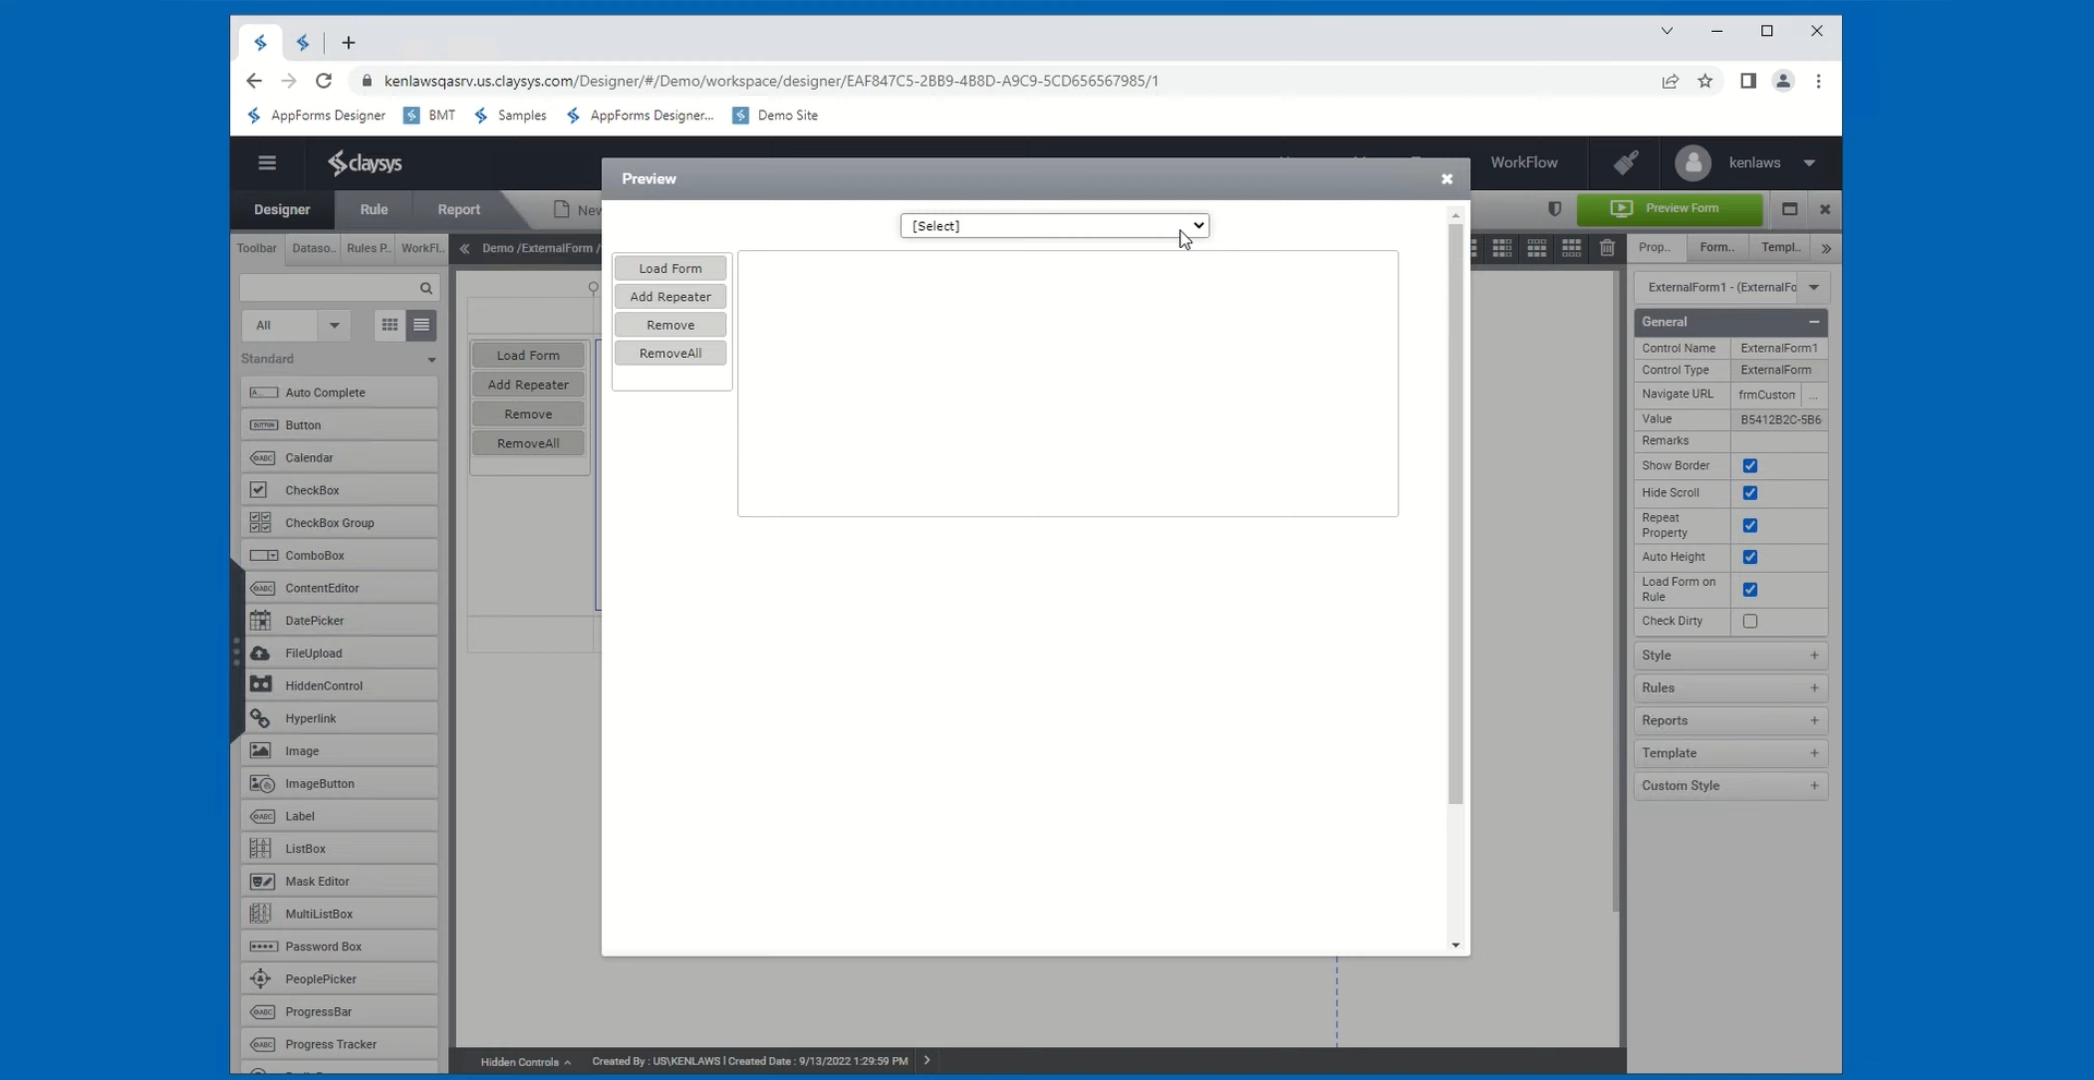 kenlawsqasrv.us.claysys.com/Designer/#/Demo/workspace/designer/EAF847C5-2BB9-4B8D-A9C9-5CD656567985/1
AppForms Designer BMT Samples AppForms Designer... Demo Site
claysys WorkFlow kenlaws
Designer Rule Report New Preview Form
Toolbar Dataso.. Rules P.. WorkFl.. Demo /ExternalForm / Prop.. Form.. Templ..
Preview
[Select]
Load Form
Add Repeater
Remove
RemoveAll
All
Standard
Auto Complete
Button
Calendar
CheckBox
CheckBox Group
ComboBox
ContentEditor
DatePicker
FileUpload
HiddenControl
Hyperlink
Image
ImageButton
Label
ListBox
Mask Editor
MultiListBox
Password Box
PeoplePicker
ProgressBar
Progress Tracker
Load Form
Add Repeater
Remove
RemoveAll
ExternalForm1 - (ExternalFo
General
Control Name ExternalForm1
Control Type ExternalForm
Navigate URL frmCustom ...
Value B5412B2C-5B6
Remarks
Show Border
Hide Scroll
Repeat
Property
Auto Height
Load Form on
Rule
Check Dirty
Style
Rules
Reports
Template
Custom Style
Hidden Controls Created By : US\KENLAWS | Created Date : 9/13/2022 1:29:59 PM